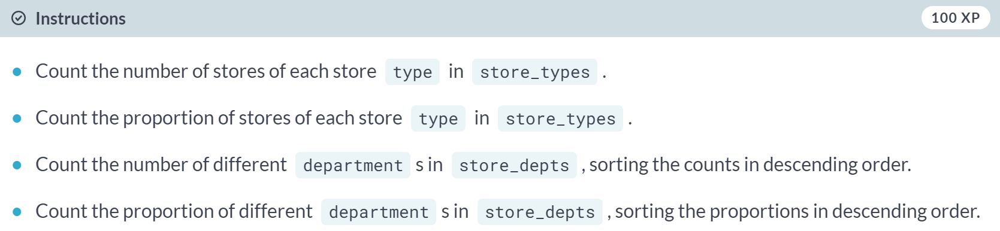 Instructions 100 XP
Count the number of stores of each store type in store_types .
Count the proportion of stores of each store type in store_types .
Count the number of different department s in store_depts , sorting the counts in descending order.
Count the proportion of different department s in store_depts , sorting the proportions in descending order.